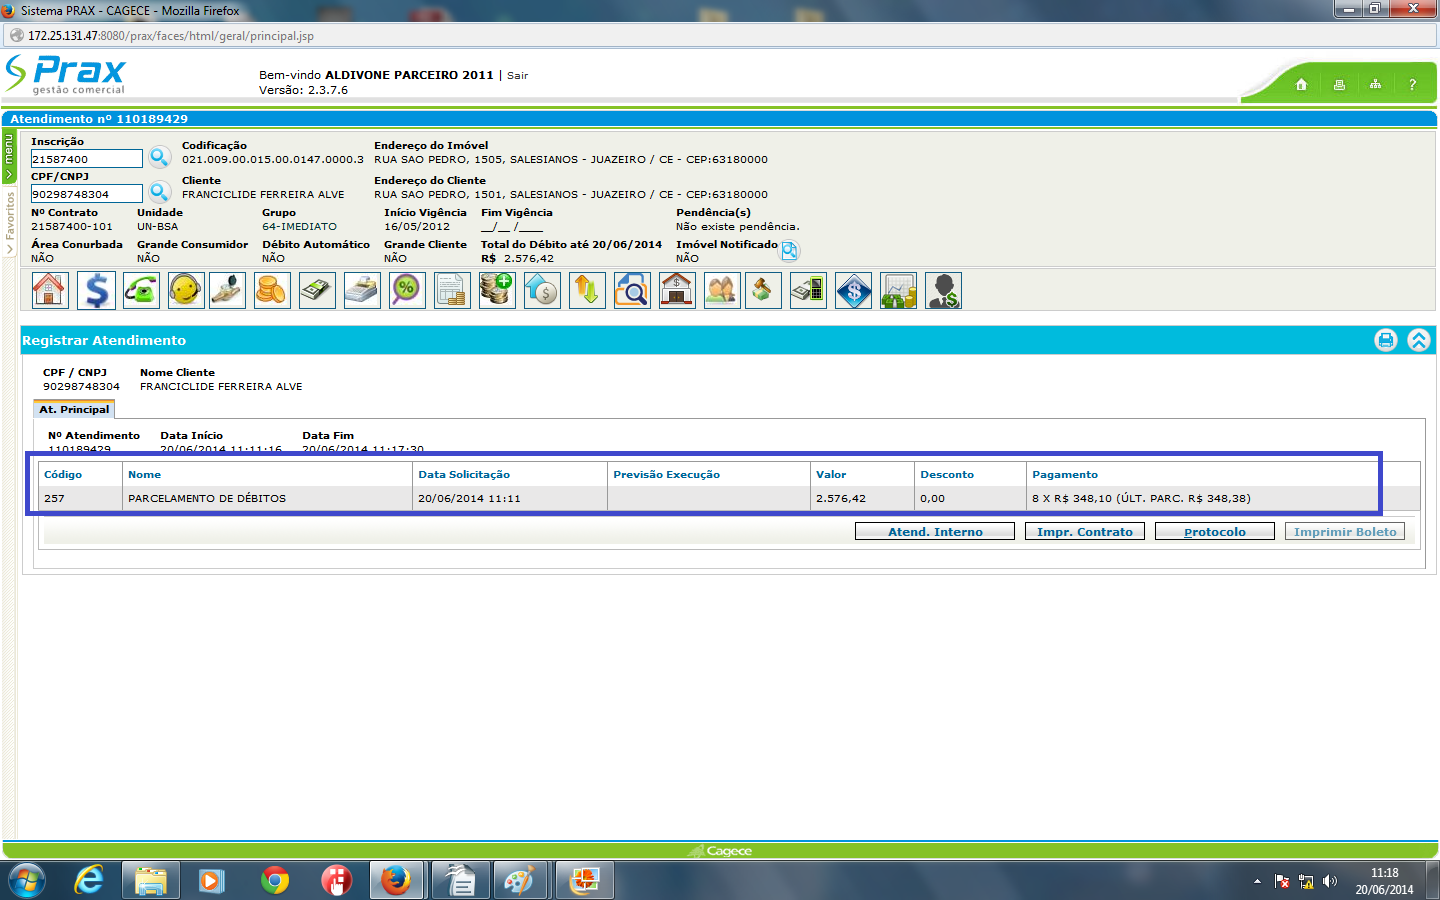 Sistema PRAX - CAGECE - Mozilla Firefox
172.25.131.47:8080/prax/faces/html/geral/principal.jsp
Prax
gestão comercial
Bem-vindo ALDIVONE PARCEIRO 2011 | Sair
Versão: 2.3.7.6
?
Atendimento nº 110189429
menu
Favoritos
Inscrição Codificação Endereço do Imóvel
21587400 021.009.00.015.00.0147.0000.3 RUA SAO PEDRO, 1505, SALESIANOS - JUAZEIRO / CE - CEP:63180000
CPF/CNPJ Cliente Endereço do Cliente
90298748304 FRANCICLIDE FERREIRA ALVE RUA SAO PEDRO, 1501, SALESIANOS - JUAZEIRO / CE - CEP:63180000
Nº Contrato Unidade Grupo Início Vigência Fim Vigência Pendência(s)
21587400-101 UN-BSA 64-IMEDIATO 16/05/2012 __/__/____ Não existe pendência.
Área Conurbada Grande Consumidor Débito Automático Grande Cliente Total do Débito até 20/06/2014 Imóvel Notificado
NÃO NÃO NÃO NÃO R$ 2.576,42 NÃO
Registrar Atendimento
CPF / CNPJ Nome Cliente
90298748304 FRANCICLIDE FERREIRA ALVE
At. Principal
Nº Atendimento Data Início Data Fim
110189429 20/06/2014 11:11:16 20/06/2014 11:17:30
Código Nome Data Solicitação Previsão Execução Valor Desconto Pagamento
257 PARCELAMENTO DE DÉBITOS 20/06/2014 11:11 2.576,42 0,00 8 X R$ 348,10 (ÚLT. PARC. R$ 348,38)
Atend. Interno Impr. Contrato Protocolo Imprimir Boleto
Cagece
11:18
20/06/2014